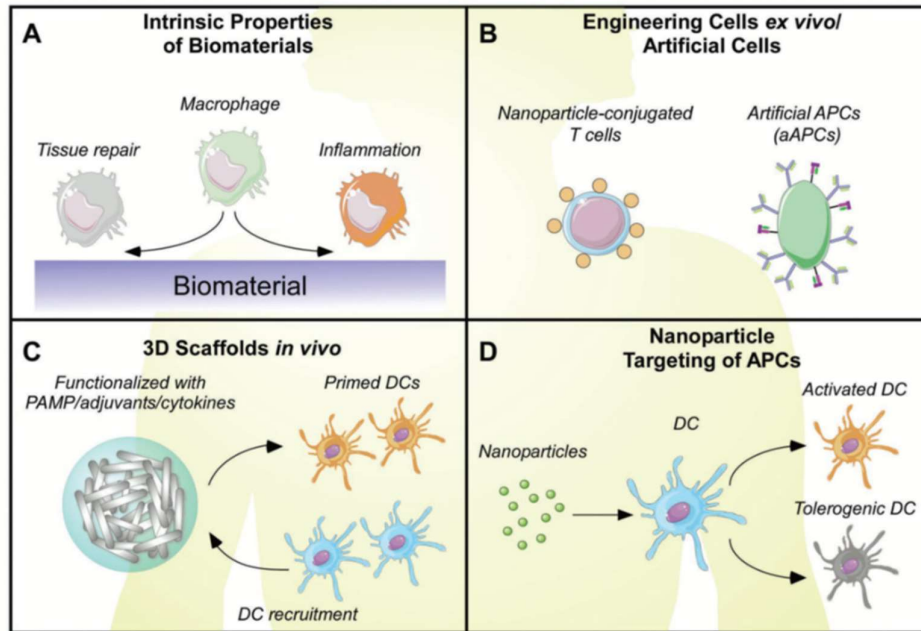 A
Intrinsic Properties
of Biomaterials
Macrophage
Tissue repair
Inflammation
Biomaterial
B
Engineering Cells ex vivo/
Artificial Cells
Nanoparticle-conjugated
T cells
Artificial APCs
(aAPCs)
C
3D Scaffolds in vivo
Functionalized with
PAMP/adjuvants/cytokines
Primed DCs
DC recruitment
D
Nanoparticle
Targeting of APCs
Activated DC
DC
Nanoparticles
Tolerogenic DC